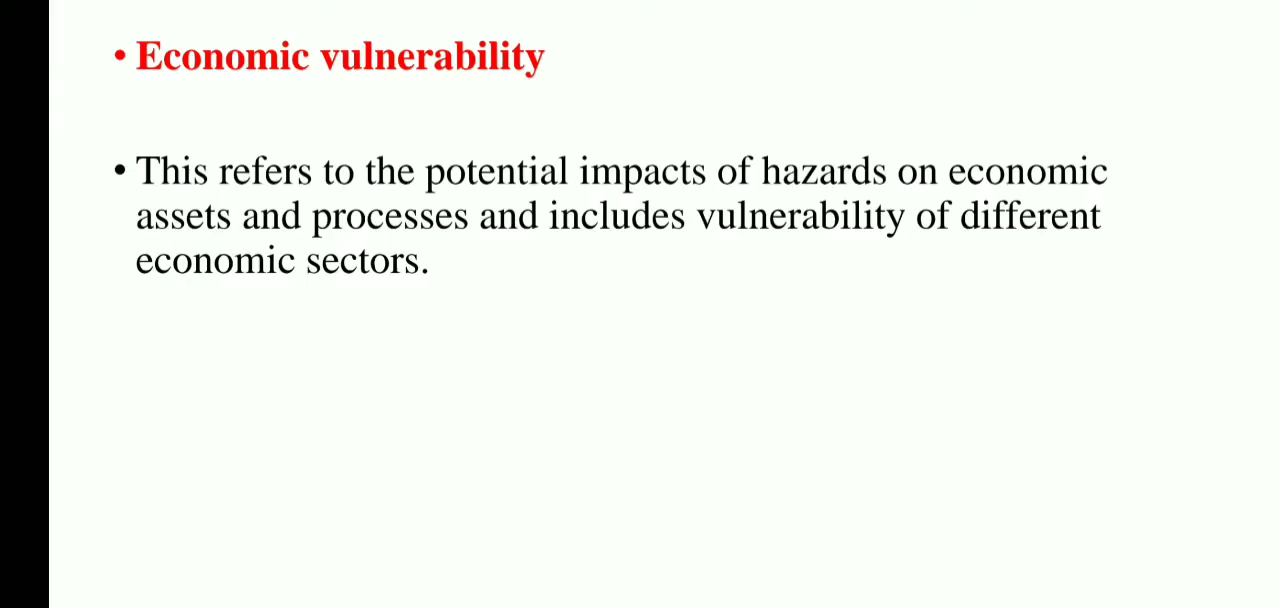 • Economic vulnerability
• This refers to the potential impacts of hazards on economic
assets and processes and includes vulnerability of different
economic sectors.